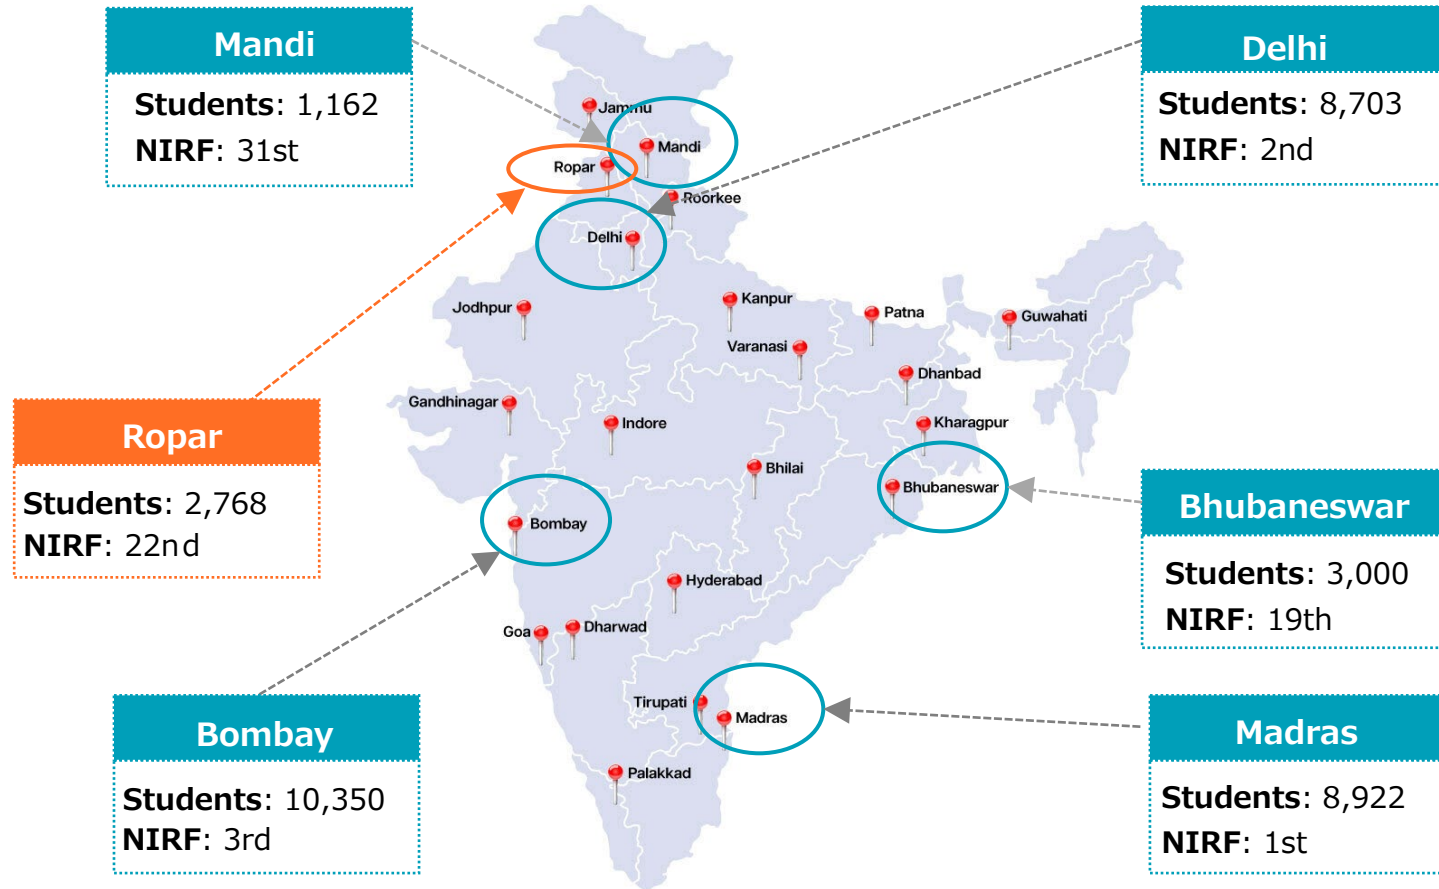 Mandi
Students: 1,162
NIRF: 31st
Delhi
Students: 8,703
NIRF: 2nd
Jammu
Mandi
Ropar
Roorkee
Delhi
Jodhpur
Kanpur
Patna
Guwahati
Varanasi
Dhanbad
Gandhinagar
Indore
Kharagpur
Ropar
Students: 2,768
NIRF: 22nd
Bhilai
Bhubaneswar
Bombay
Bhubaneswar
Students: 3,000
NIRF: 19th
Hyderabad
Goa
Dharwad
Tirupati
Madras
Palakkad
Bombay
Students: 10,350
NIRF: 3rd
Madras
Students: 8,922
NIRF: 1st